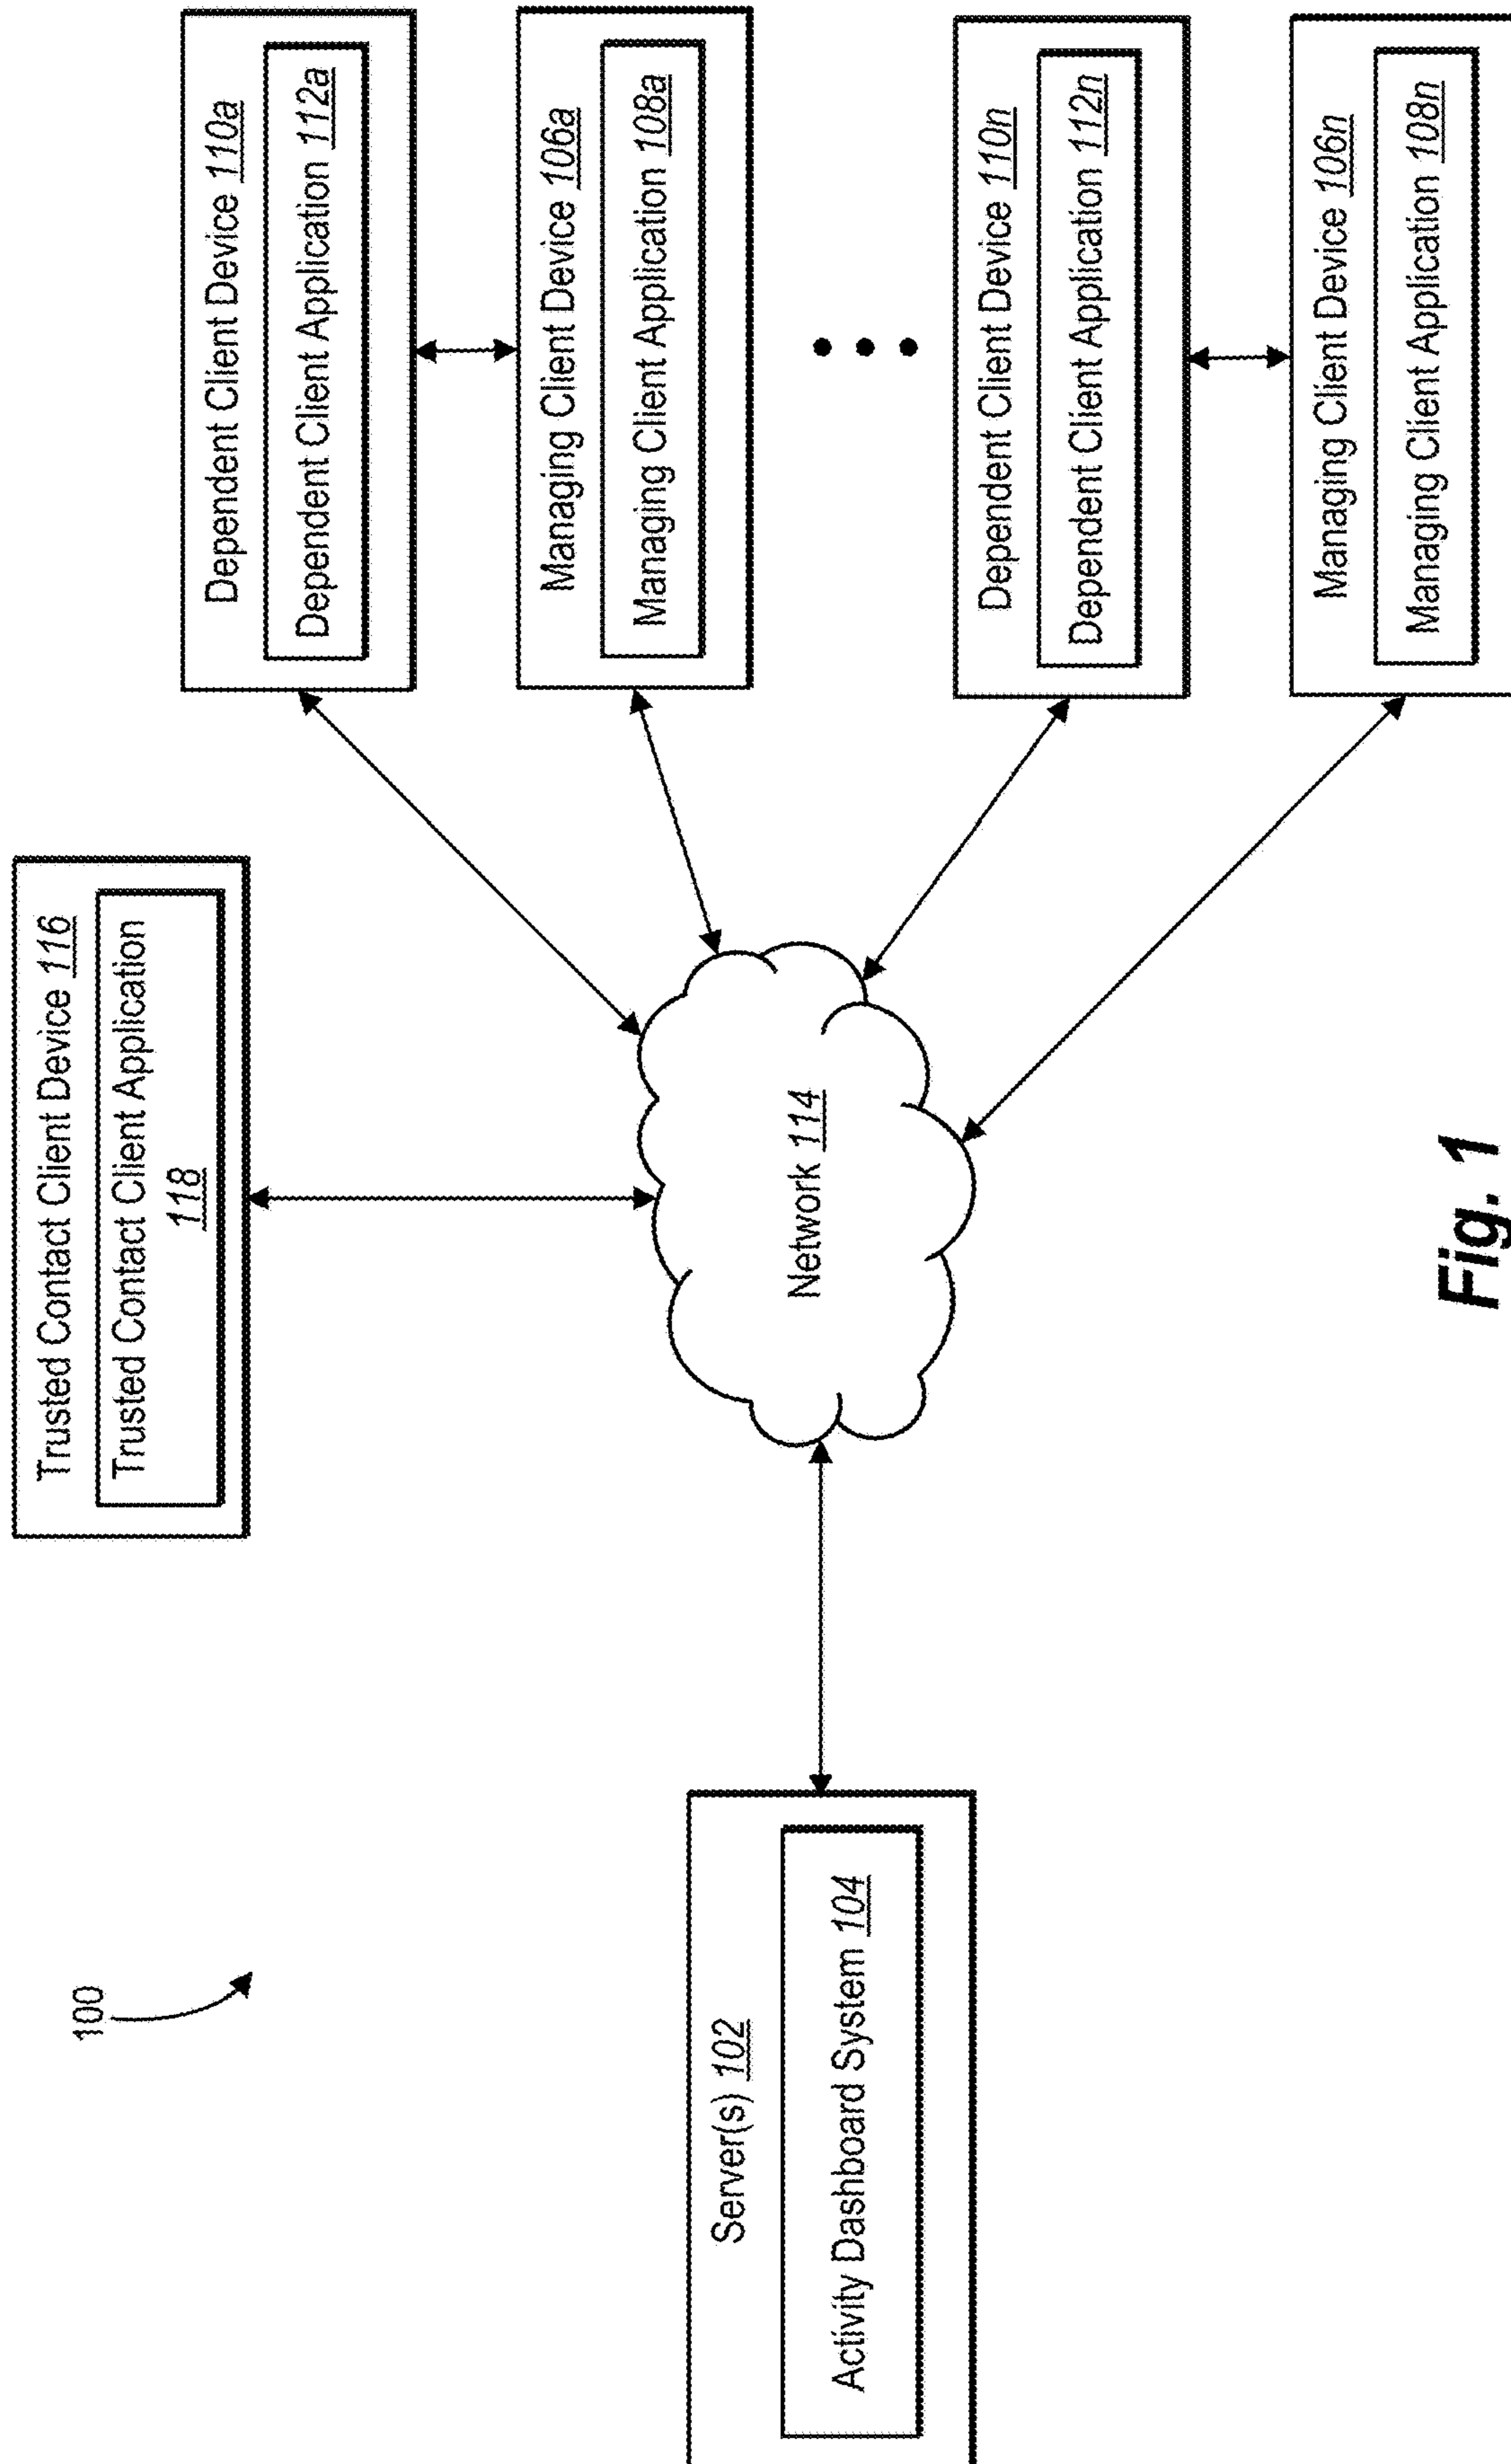 100
Server(s) 102
Activity Dashboard System 104
Trusted Contact Client Device 116
Trusted Contact Client Application
118
Network 114
Dependent Client Device 110a
Dependent Client Application 112a
Managing Client Device 106a
Managing Client Application 108a
Dependent Client Device 110n
Dependent Client Application 112n
Managing Client Device 106n
Managing Client Application 108n
Fig. 1